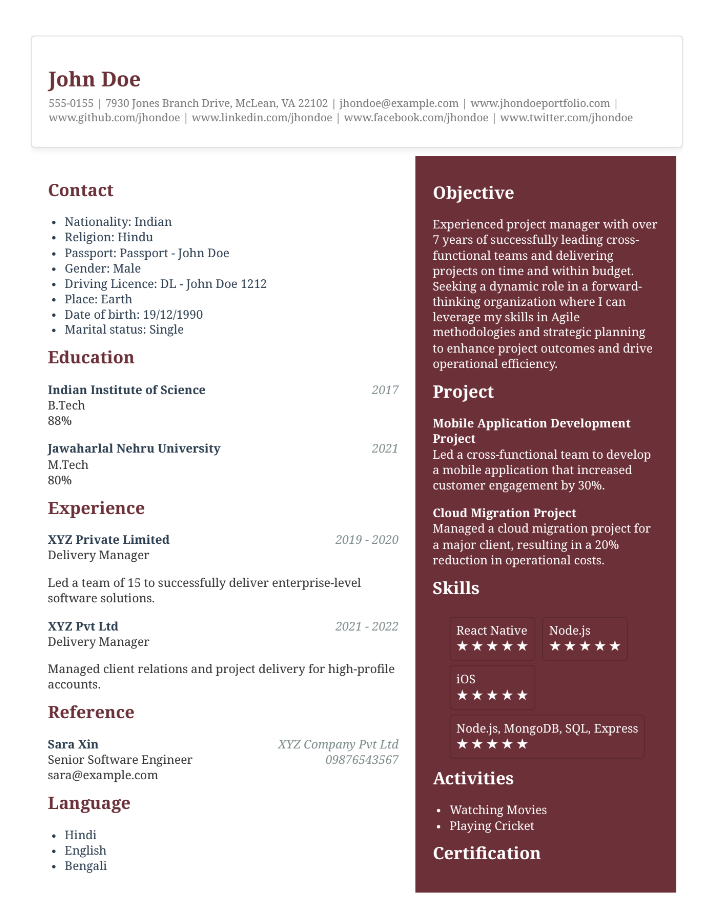 John Doe
555-0155 | 7930 Jones Branch Drive, McLean, VA 22102 | jhondoe@example.com | www.jhondoeportfolio.com |
www.github.com/jhondoe | www.linkedin.com/jhondoe | www.facebook.com/jhondoe | www.twitter.com/jhondoe
Contact
• Nationality: Indian
• Religion: Hindu
• Passport: Passport - John Doe
• Gender: Male
• Driving Licence: DL - John Doe 1212
• Place: Earth
• Date of birth: 19/12/1990
• Marital status: Single
Education
Indian Institute of Science 2017
B.Tech
88%
Jawaharlal Nehru University 2021
M.Tech
80%
Experience
XYZ Private Limited 2019 - 2020
Delivery Manager
Led a team of 15 to successfully deliver enterprise-level
software solutions.
XYZ Pvt Ltd 2021 - 2022
Delivery Manager
Managed client relations and project delivery for high-profile
accounts.
Reference
Sara Xin XYZ Company Pvt Ltd
Senior Software Engineer 09876543567
sara@example.com
Language
• Hindi
• English
• Bengali
Objective
Experienced project manager with over
7 years of successfully leading cross-
functional teams and delivering
projects on time and within budget.
Seeking a dynamic role in a forward-
thinking organization where I can
leverage my skills in Agile
methodologies and strategic planning
to enhance project outcomes and drive
operational efficiency.
Project
Mobile Application Development
Project
Led a cross-functional team to develop
a mobile application that increased
customer engagement by 30%.
Cloud Migration Project
Managed a cloud migration project for
a major client, resulting in a 20%
reduction in operational costs.
Skills
React Native Node.js
★★★★★ ★★★★★
iOS
★★★★★
Node.js, MongoDB, SQL, Express
★★★★★
Activities
• Watching Movies
• Playing Cricket
Certification